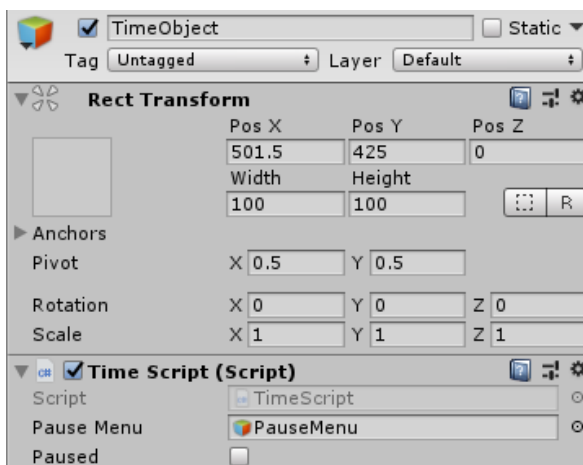 TimeObject Static
Tag Untagged Layer Default
Rect Transform
Pos X Pos Y Pos Z
501.5 425 0
Width Height
100 100
R
Anchors
Pivot X 0.5 Y 0.5
Rotation X 0 Y 0 Z 0
Scale X 1 Y 1 Z 1
c# Time Script (Script)
Script TimeScript
Pause Menu PauseMenu
Paused